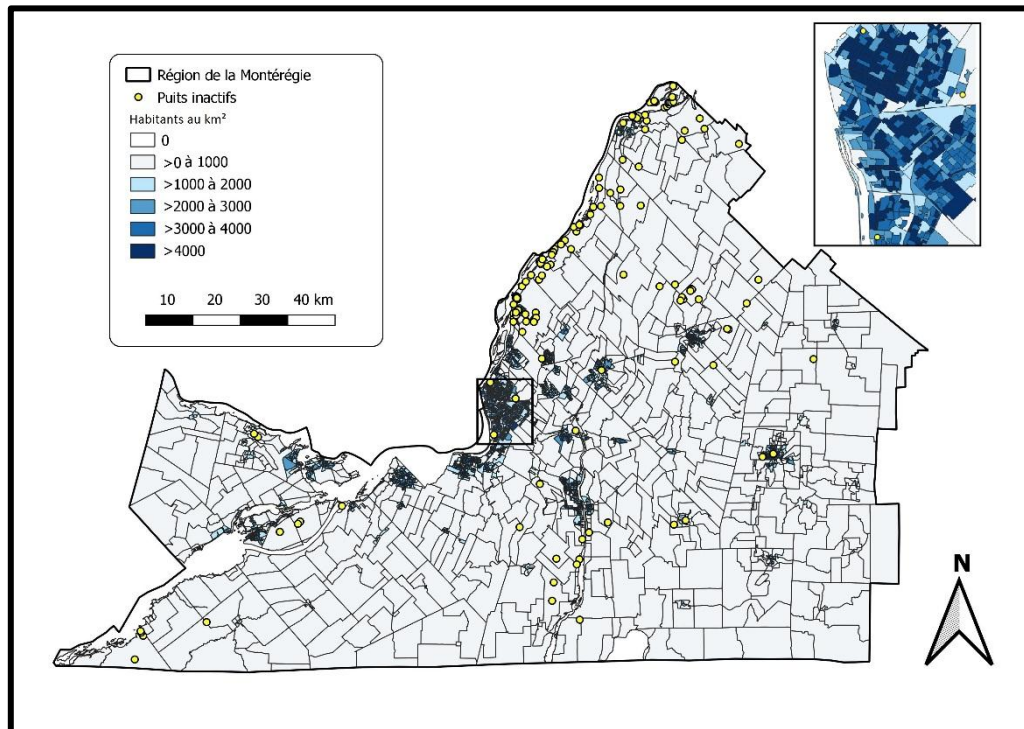 Région de la Montérégie
Puits inactifs
Habitants au km²
0
>0 à 1000
>1000 à 2000
>2000 à 3000
>3000 à 4000
>4000
10 20 30 40 km
N